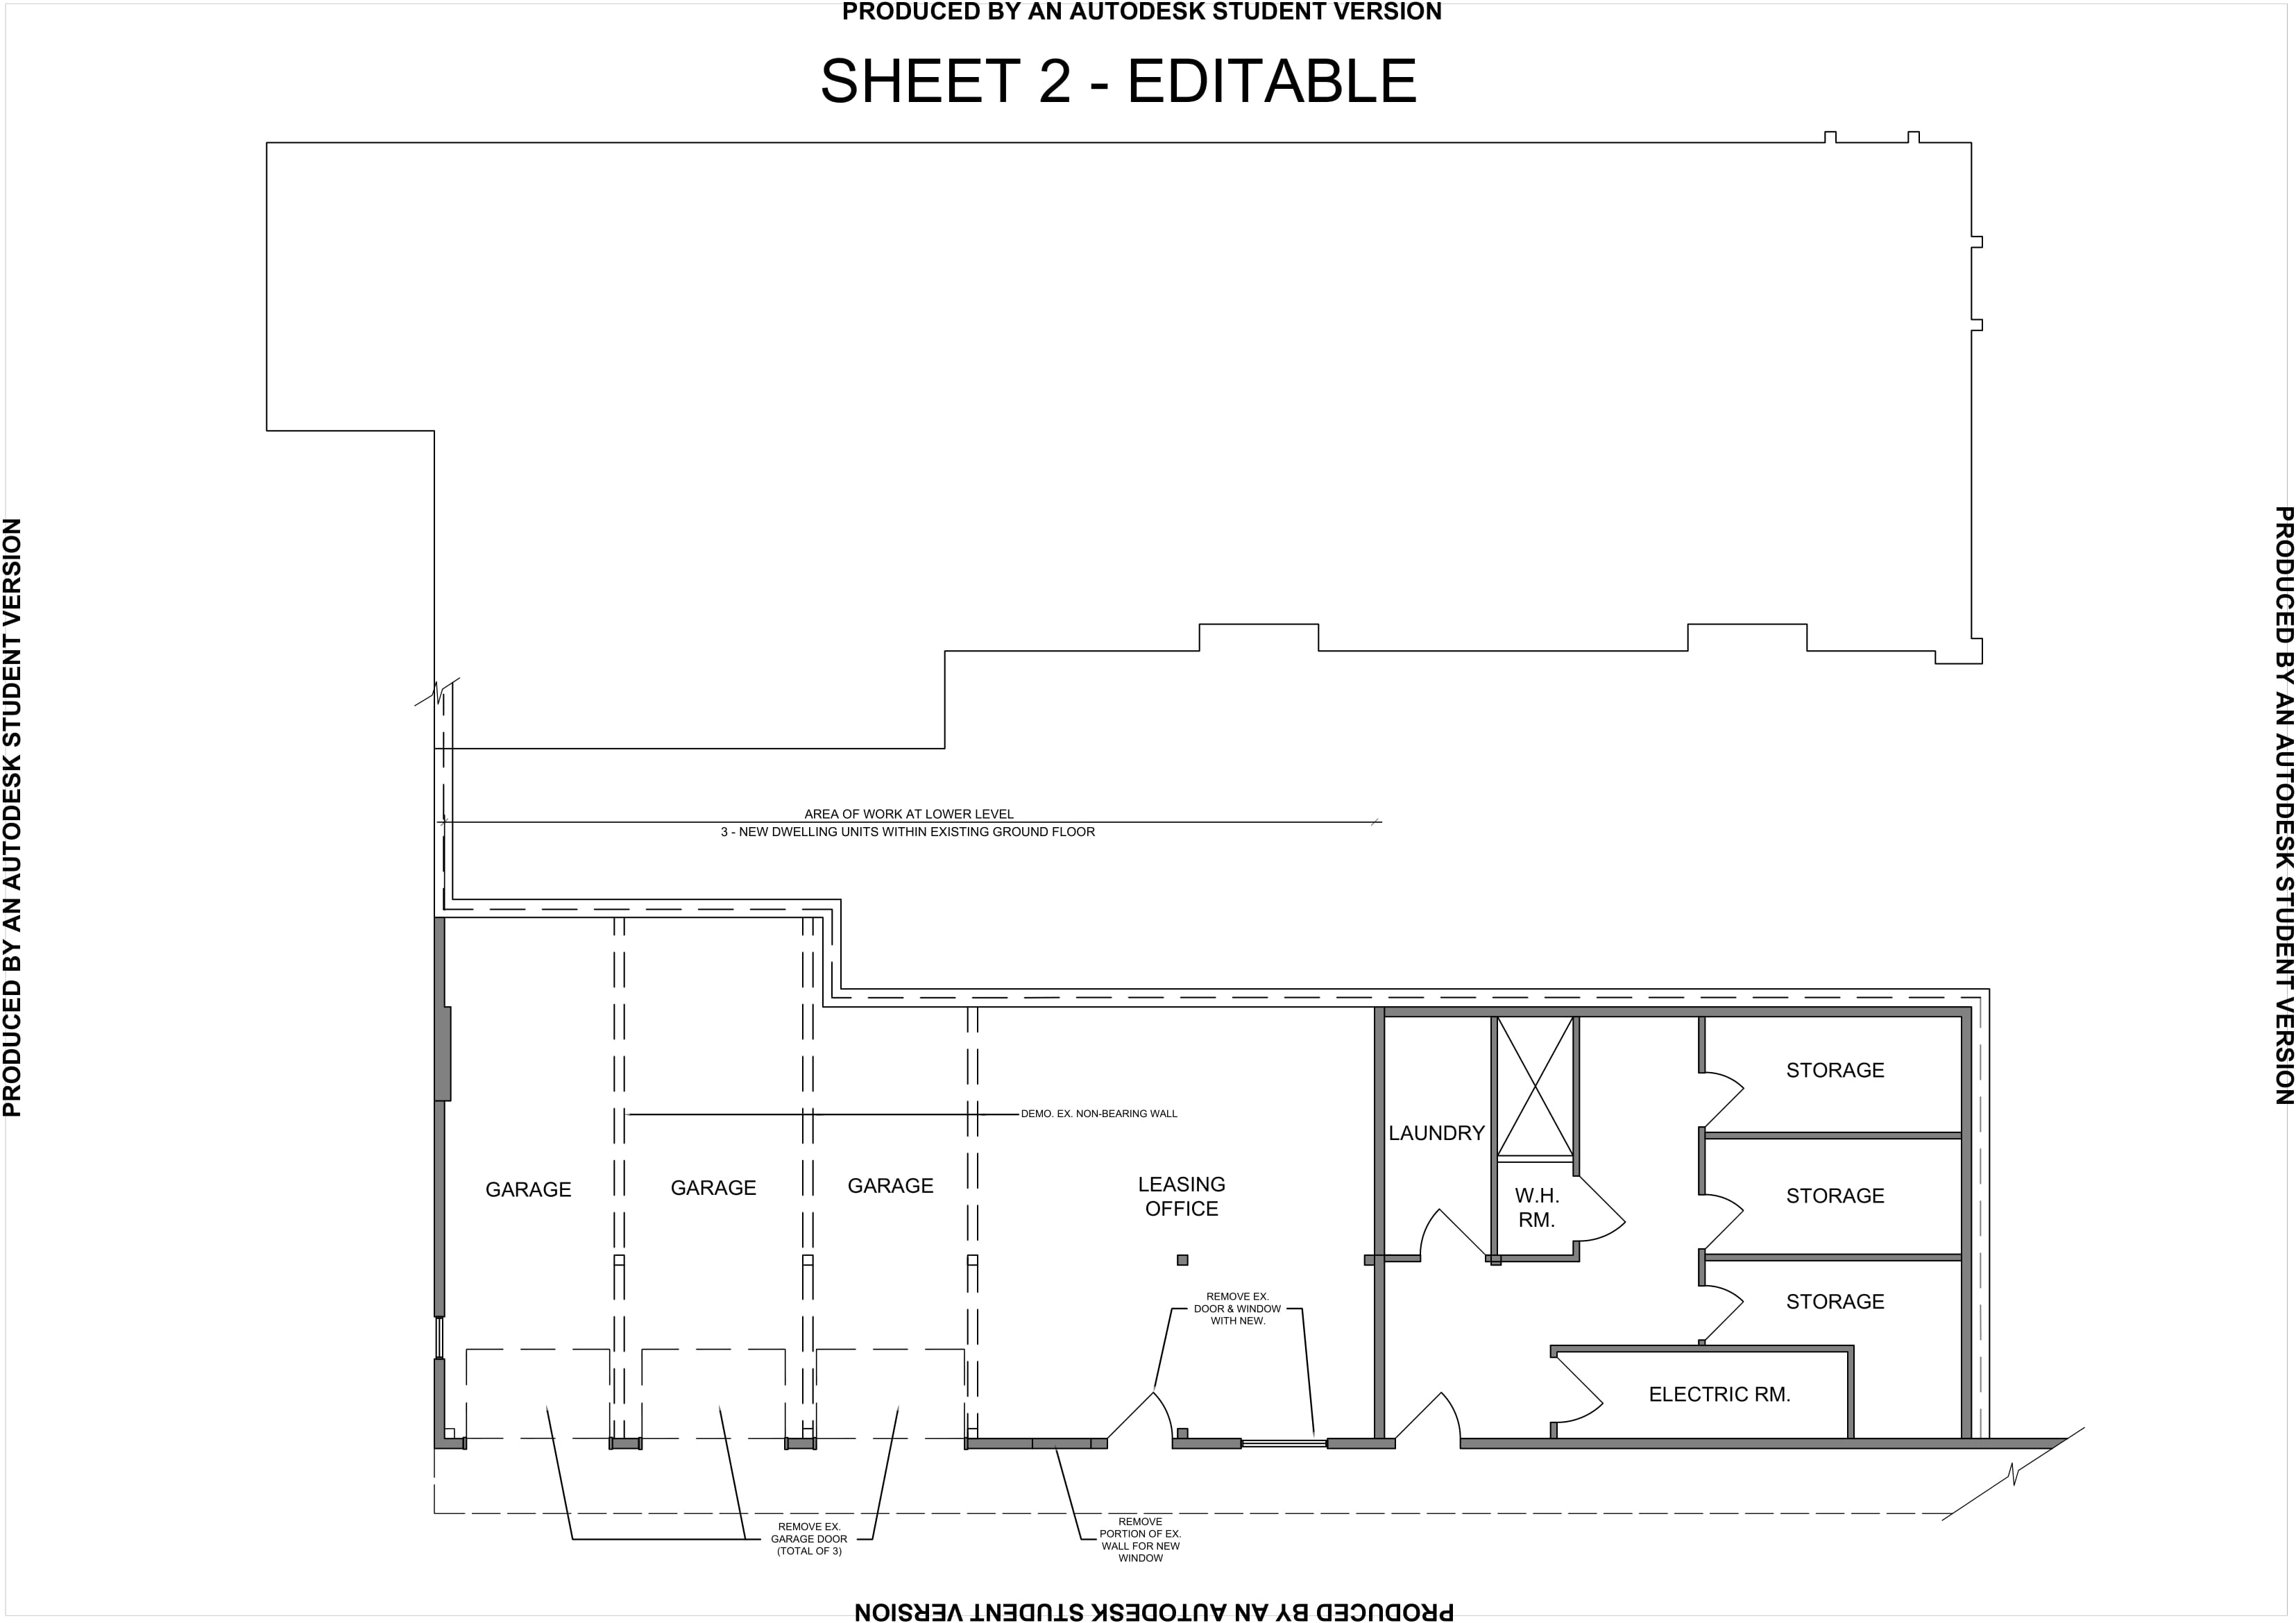 PRODUCED BY AN AUTODESK STUDENT VERSION
SHEET 2 - EDITABLE
PRODUCED BY AN AUTODESK STUDENT VERSION
PRODUCED BY AN AUTODESK STUDENT VERSION
AREA OF WORK AT LOWER LEVEL
3 - NEW DWELLING UNITS WITHIN EXISTING GROUND FLOOR
DEMO. EX. NON-BEARING WALL
GARAGE
GARAGE
GARAGE
LEASING
OFFICE
LAUNDRY
W.H.
RM.
STORAGE
STORAGE
STORAGE
REMOVE EX.
DOOR & WINDOW
WITH NEW.
ELECTRIC RM.
REMOVE EX.
GARAGE DOOR
(TOTAL OF 3)
REMOVE
PORTION OF EX.
WALL FOR NEW
WINDOW
PRODUCED BY AN AUTODESK STUDENT VERSION